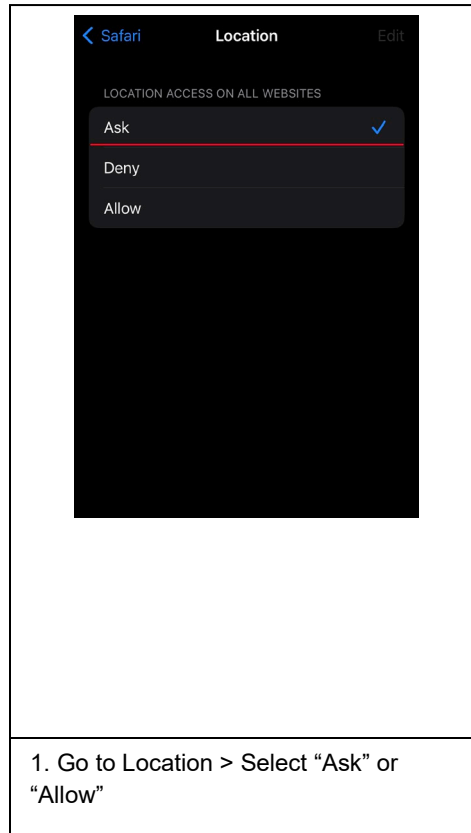 Safari Location Edit
LOCATION ACCESS ON ALL WEBSITES
Ask
Deny
Allow
1. Go to Location > Select “Ask” or
“Allow”